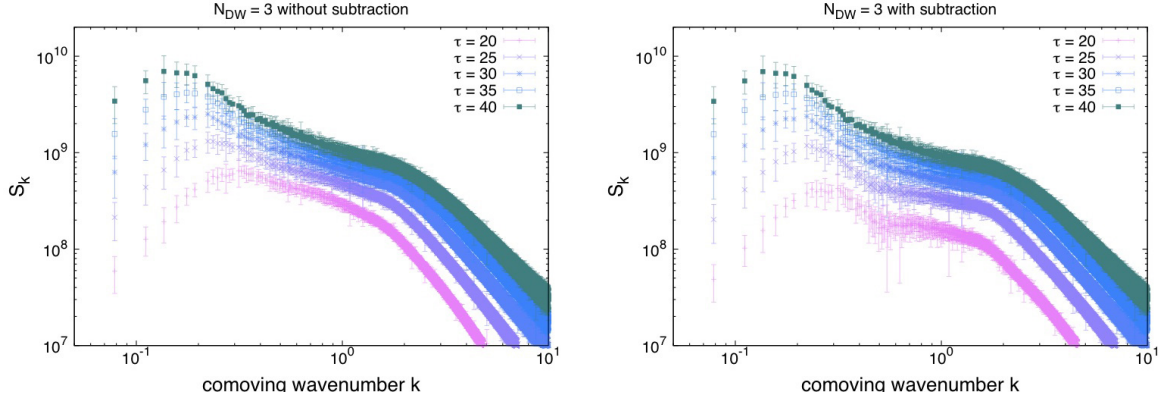 N_DW = 3 without subtraction
S_k
10^10
10^9
10^8
10^7
τ = 20
τ = 25
τ = 30
τ = 35
τ = 40
10^-1
10^0
10^1
comoving wavenumber k
N_DW = 3 with subtraction
S_k
10^10
10^9
10^8
10^7
τ = 20
τ = 25
τ = 30
τ = 35
τ = 40
10^-1
10^0
10^1
comoving wavenumber k